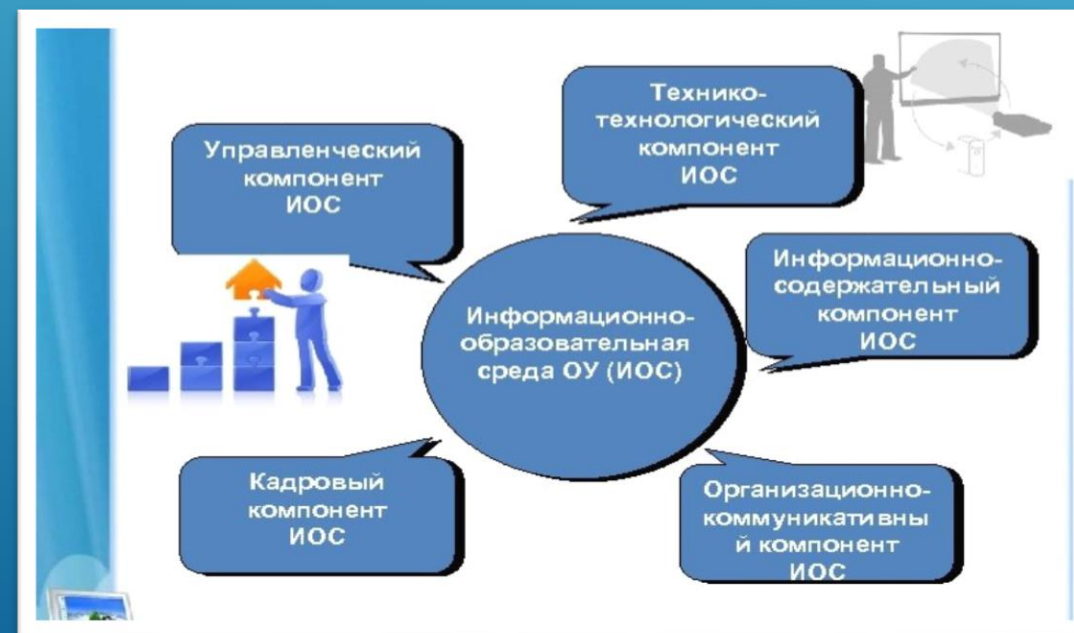 Технико-
технологический
компонент
ИОС
Управленческий
компонент
ИОС
Информационно-
содержательный
компонент
ИОС
Информационно-
образовательная
среда ОУ (ИОС)
Кадровый
компонент
ИОС
Организационно-
коммуникативны
й компонент
ИОС